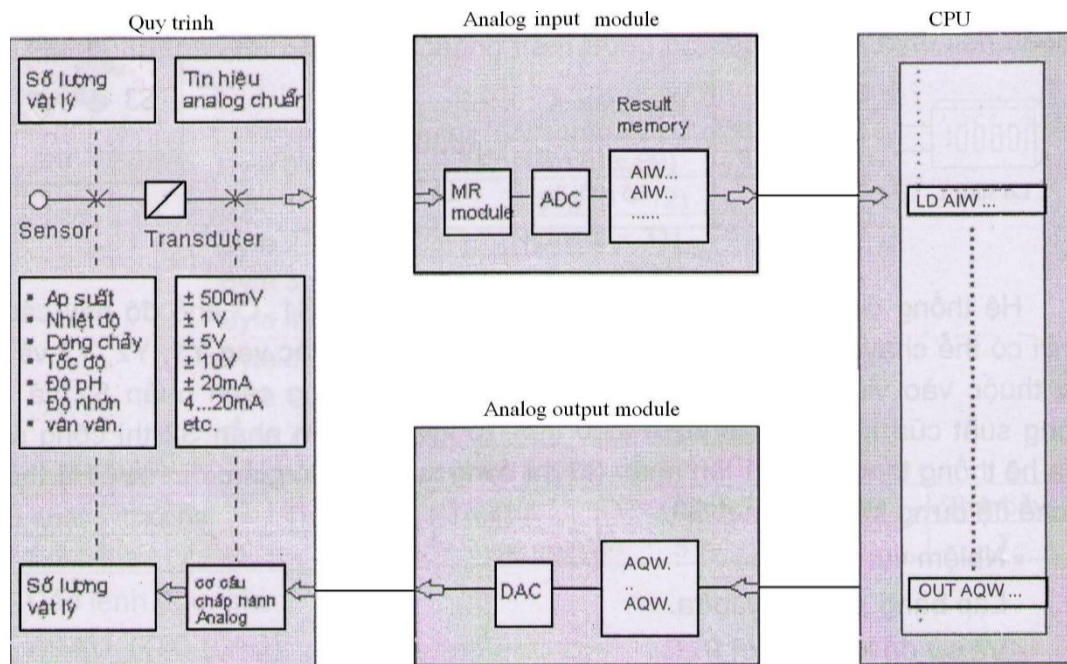 Quy trinh
Analog input module
CPU
Số lượng
vật lý
Tin hiệu
analog chuẩn
Sensor
Transducer
MR
module
ADC
Result
memory
AIW...
AIW...
......
LD AIW ...
▪ Ap suất
▪ Nhiệt độ
▪ Dòng chảy
▪ Tốc độ
▪ Độ pH
▪ Độ nhớn
▪ vân vân.
± 500mV
± 1V
± 5V
± 10V
± 20mA
4...20mA
etc.
Analog output module
Số lượng
vật lý
cơ cấu
chấp hành
Analog
DAC
AQW.
..
AQW.
OUT AQW ...